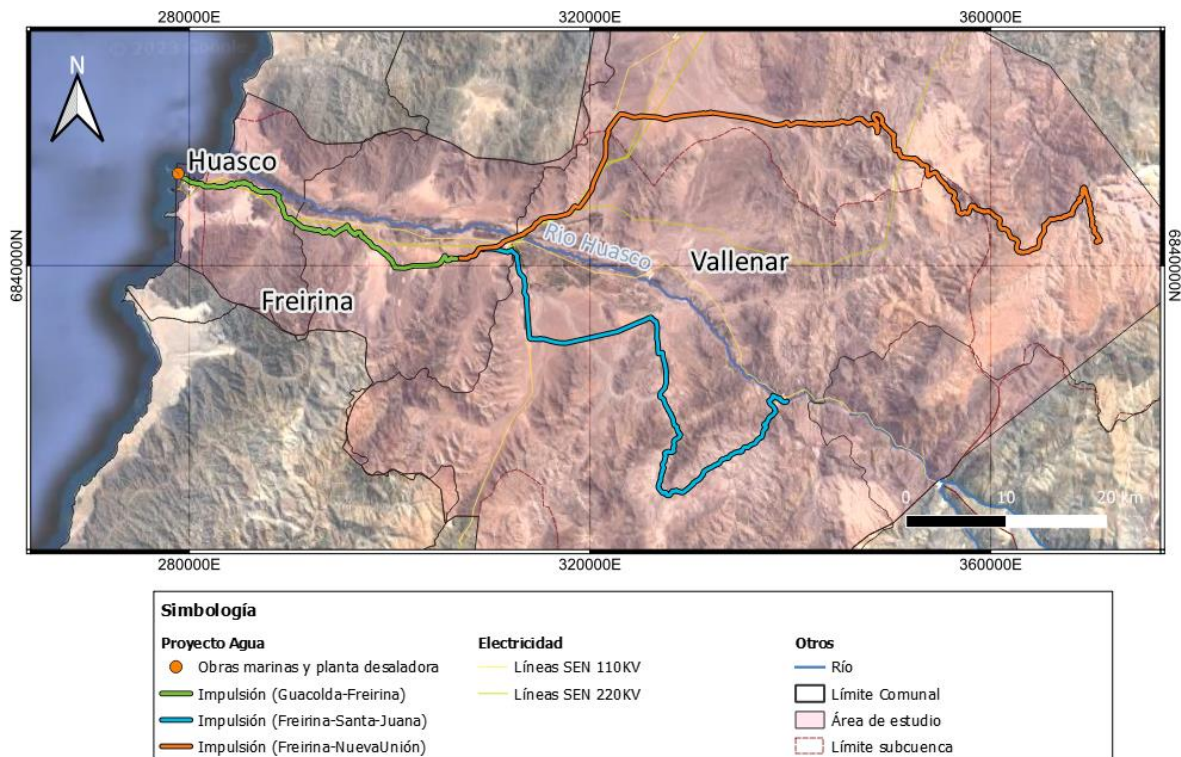 280000E 320000E 360000E
© 2023 Google
N
Huasco
6840000N
6840000N
Rio Huasco
Vallenar
Freirina
0 10 20 km
280000E 320000E 360000E
Simbología
Proyecto Agua
Obras marinas y planta desaladora
Impulsión (Guacolda-Freirina)
Impulsión (Freirina-Santa-Juana)
Impulsión (Freirina-NuevaUnión)
Electricidad
Líneas SEN 110KV
Líneas SEN 220KV
Otros
Río
Límite Comunal
Área de estudio
Límite subcuenca